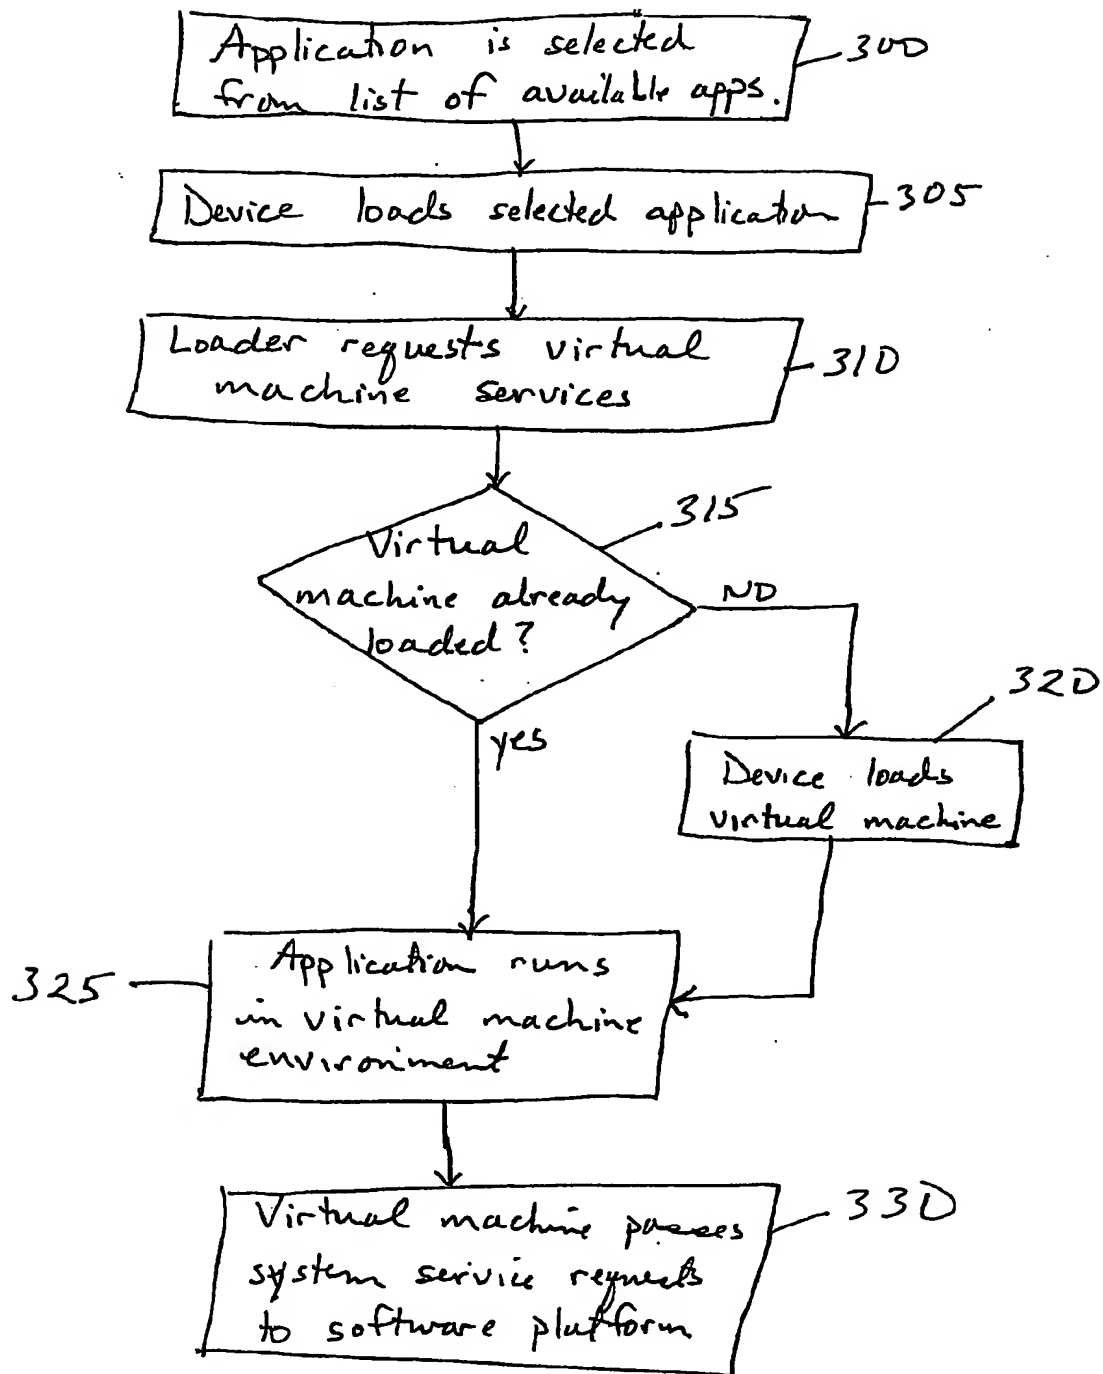 Application is selected
from list of available apps.
300
Device loads selected application
305
Loader requests virtual
machine services
310
Virtual
machine already
loaded?
315
NO
yes
320
Device loads
virtual machine
325
Application runs
in virtual machine
environment
Virtual machine passes
system service requests
to software platform
330